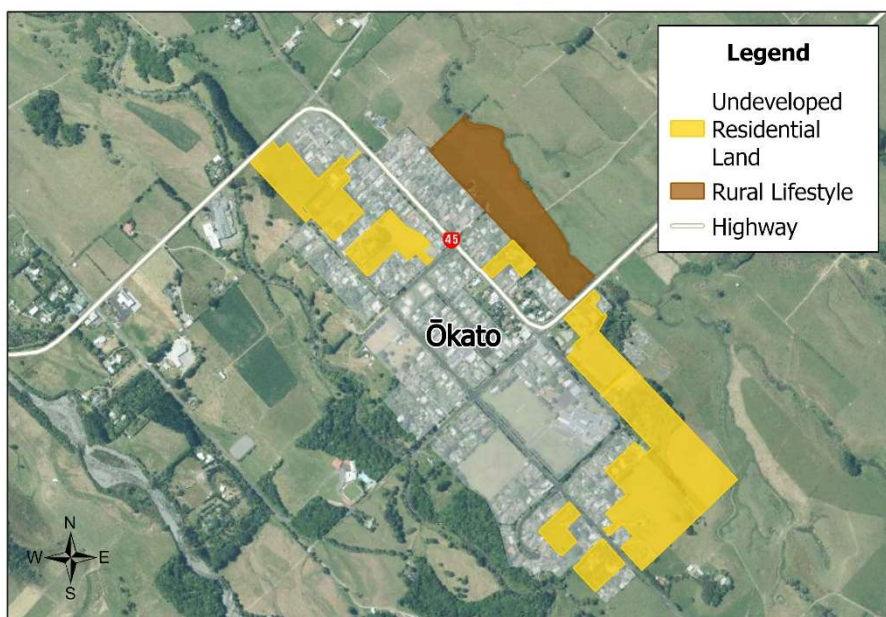 Legend
Undeveloped
Residential
Land
Rural Lifestyle
Highway
45
Ōkato
N
W E
S